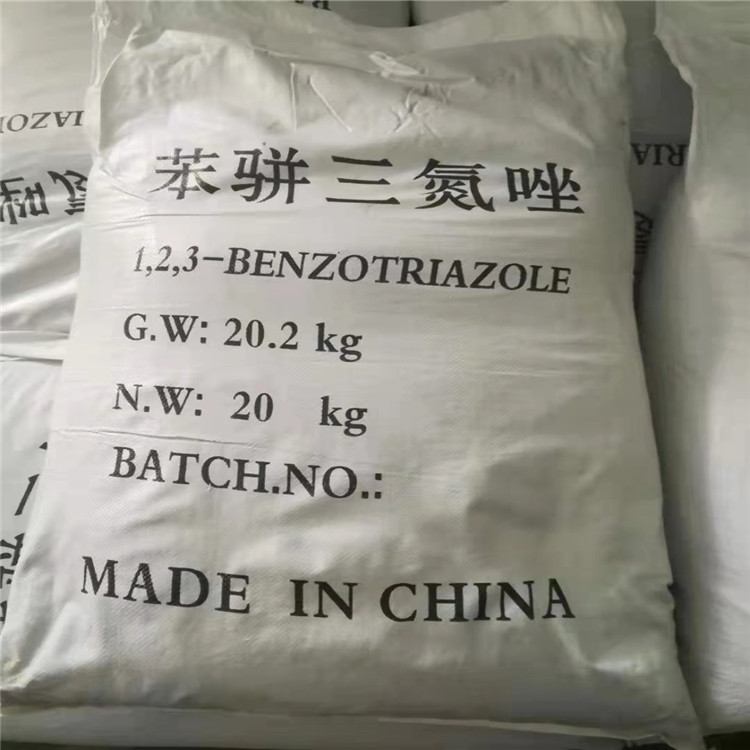 苯骈三氮唑
1,2,3-BENZOTRIAZOLE
G.W: 20.2 kg
N.W: 20 kg
BATCH.NO.:
MADE IN CHINA